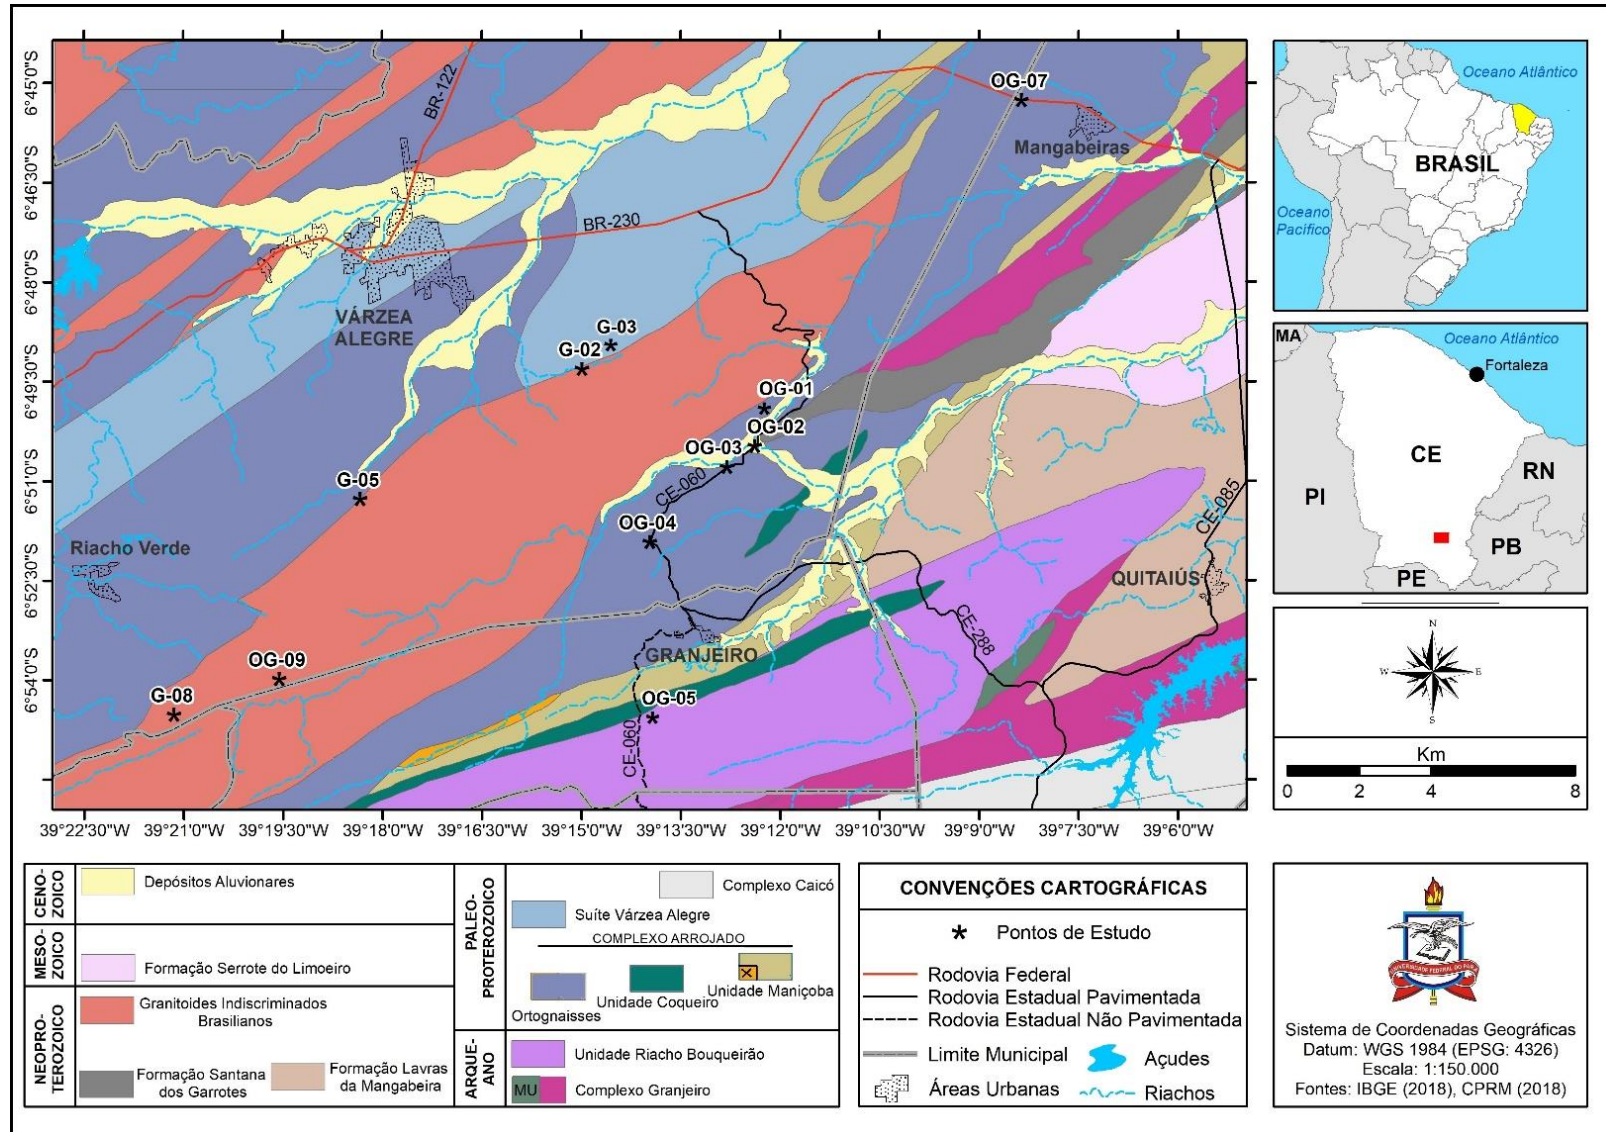 6°45'0"S
6°46'30"S
6°48'0"S
6°49'30"S
6°51'0"S
6°52'30"S
6°54'0"S
BR-122
OG-07
Mangabeiras
BR-230
VÁRZEA
ALEGRE
G-03
G-02
OG-01
OG-02
OG-03
CE-060
G-05
OG-04
Riacho Verde
CE-085
QUITAIÚS
CE-288
GRANJEIRO
OG-09
G-08
OG-05
CE-060
39°22'30"W
39°21'0"W
39°19'30"W
39°18'0"W
39°16'30"W
39°15'0"W
39°13'30"W
39°12'0"W
39°10'30"W
39°9'0"W
39°7'30"W
39°6'0"W
Oceano Atlântico
BRASIL
Oceano
Pacífico
MA
Oceano Atlântico
Fortaleza
CE
RN
PI
PB
PE
N
W
E
S
Km
0 2 4 8
CENO-
ZOICO
Depósitos Aluvionares
MESO-
ZOICO
Formação Serrote do Limoeiro
NEOPRO-
TEROZOICO
Granitoides Indiscriminados
Brasilianos
Formação Santana
dos Garrotes
Formação Lavras
da Mangabeira
PALEO-
PROTEROZOICO
Complexo Caicó
Suíte Várzea Alegre
COMPLEXO ARROJADO
Ortognaisses
Unidade Coqueiro
Unidade Maniçoba
ARQUE-
ANO
Unidade Riacho Bouqueirão
MU
Complexo Granjeiro
CONVENÇÕES CARTOGRÁFICAS
Pontos de Estudo
Rodovia Federal
Rodovia Estadual Pavimentada
Rodovia Estadual Não Pavimentada
Limite Municipal
Açudes
Áreas Urbanas
Riachos
UNIVERSIDADE FEDERAL DO PARÁ
Sistema de Coordenadas Geográficas
Datum: WGS 1984 (EPSG: 4326)
Escala: 1:150.000
Fontes: IBGE (2018), CPRM (2018)